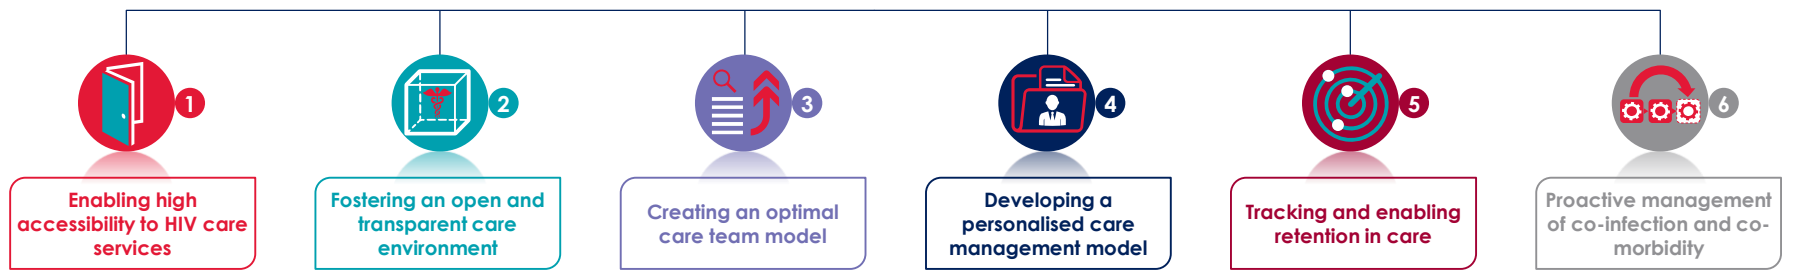 1
Enabling high
accessibility to HIV care
services
2
Fostering an open and
transparent care
environment
3
Creating an optimal
care team model
4
Developing a
personalised care
management model
5
Tracking and enabling
retention in care
6
Proactive management
of co-infection and co-
morbidity